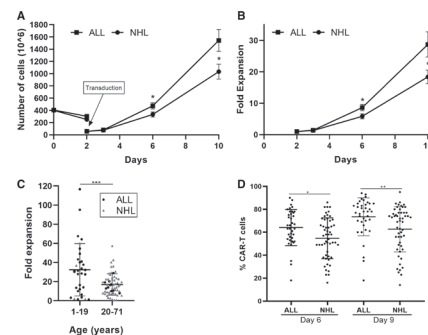 A
ALL NHL
Number of cells (10^6)
1800
1600
1400
1200
1000
800
600
400
200
0
Transduction
*
*
0 2 4 6 8 10
Days
B
ALL NHL
Fold Expansion
30
20
10
0
*
0 2 4 6 8 10
Days
C
Fold expansion
120
100
80
60
40
20
0
***
ALL
NHL
1-19 20-71
Age (years)
D
% CAR-T cells
100
80
60
40
20
0
*
**
ALL NHL ALL NHL
Day 6 Day 9